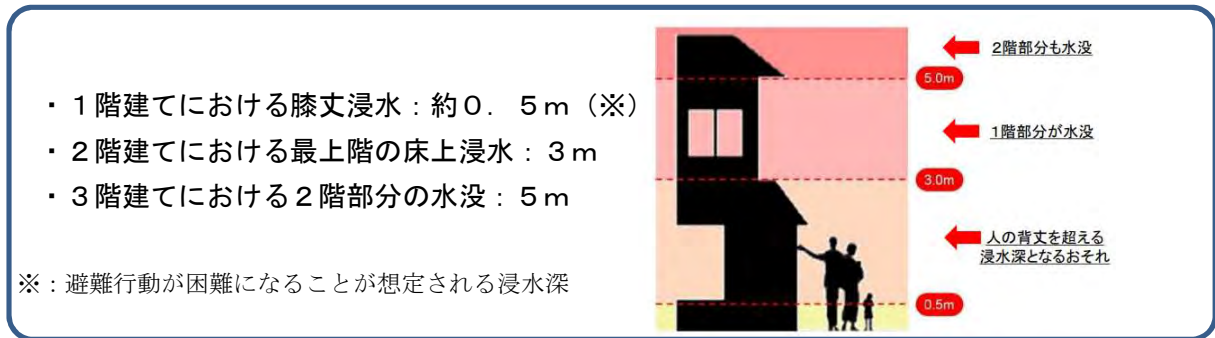 ・１階建てにおける膝丈浸水：約０．５ｍ（※）
・２階建てにおける最上階の床上浸水：３ｍ
・３階建てにおける２階部分の水没：５ｍ
※：避難行動が困難になることが想定される浸水深
2階部分も水没
5.0m
1階部分が水没
3.0m
人の背丈を超える
浸水深となるおそれ
0.5m